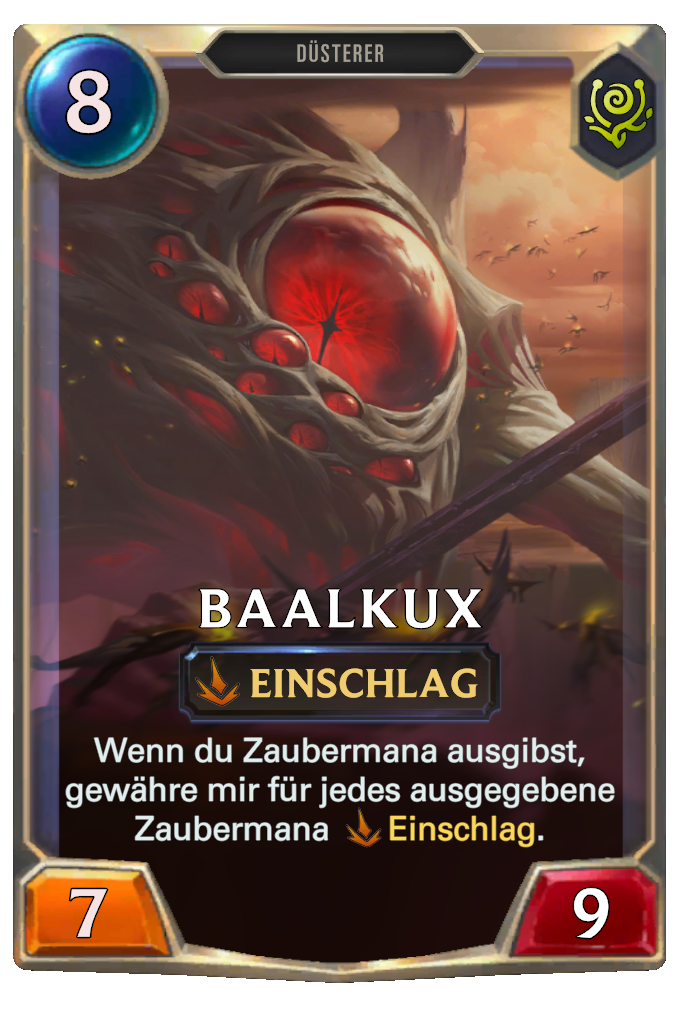 DÜSTERER
8
BAALKUX
EINSCHLAG
Wenn du Zaubermana ausgibst,
gewähre mir für jedes ausgegebene
Zaubermana Einschlag.
7
9